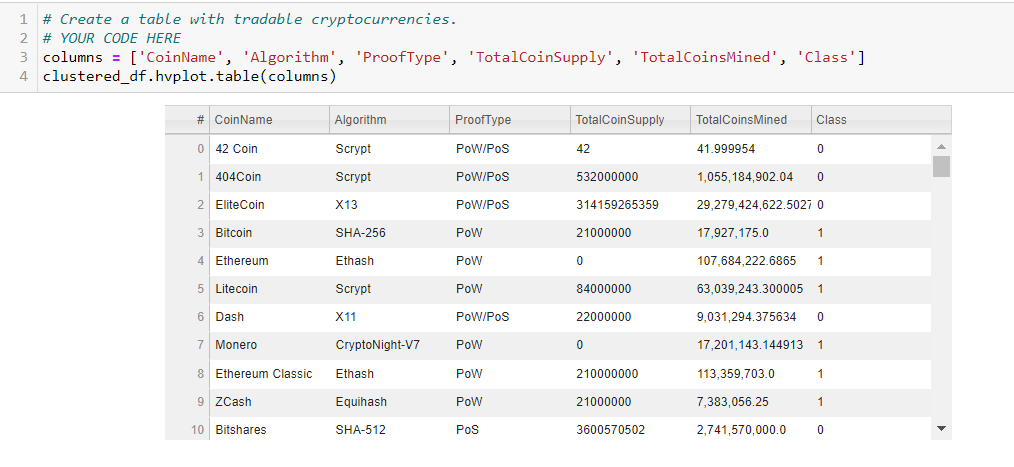 1 # Create a table with tradable cryptocurrencies.
2 # YOUR CODE HERE
3 columns = ['CoinName', 'Algorithm', 'ProofType', 'TotalCoinSupply', 'TotalCoinsMined', 'Class']
4 clustered_df.hvplot.table(columns)
# CoinName Algorithm ProofType TotalCoinSupply TotalCoinsMined Class
0 42 Coin Scrypt PoW/PoS 42 41.999954 0
1 404Coin Scrypt PoW/PoS 532000000 1,055,184,902.04 0
2 EliteCoin X13 PoW/PoS 314159265359 29,279,424,622.5027 0
3 Bitcoin SHA-256 PoW 21000000 17,927,175.0 1
4 Ethereum Ethash PoW 0 107,684,222.6865 1
5 Litecoin Scrypt PoW 84000000 63,039,243.300005 1
6 Dash X11 PoW/PoS 22000000 9,031,294.375634 0
7 Monero CryptoNight-V7 PoW 0 17,201,143.144913 1
8 Ethereum Classic Ethash PoW 210000000 113,359,703.0 1
9 ZCash Equihash PoW 21000000 7,383,056.25 1
10 Bitshares SHA-512 PoS 3600570502 2,741,570,000.0 0